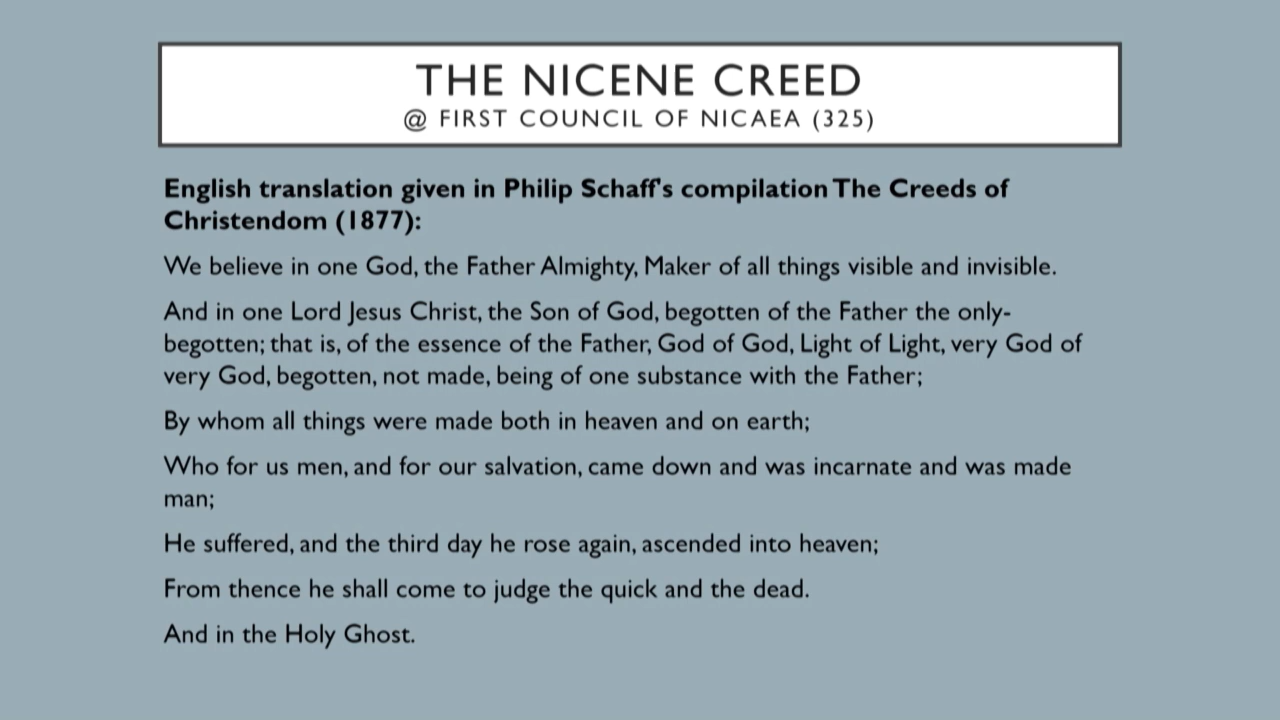 THE NICENE CREED
@ FIRST COUNCIL OF NICAEA (325)
English translation given in Philip Schaff's compilation The Creeds of
Christendom (1877):
We believe in one God, the Father Almighty, Maker of all things visible and invisible.
And in one Lord Jesus Christ, the Son of God, begotten of the Father the only-
begotten; that is, of the essence of the Father, God of God, Light of Light, very God of
very God, begotten, not made, being of one substance with the Father;
By whom all things were made both in heaven and on earth;
Who for us men, and for our salvation, came down and was incarnate and was made
man;
He suffered, and the third day he rose again, ascended into heaven;
From thence he shall come to judge the quick and the dead.
And in the Holy Ghost.